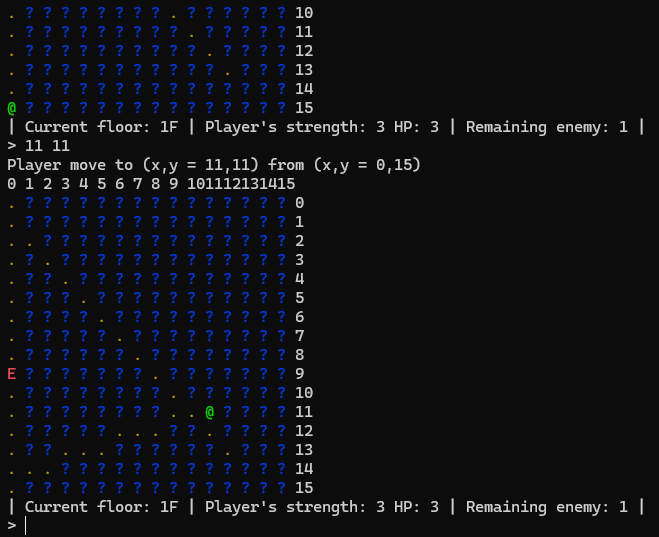 . ? ? ? ? ? ? ? ? . ? ? ? ? ? ? 10
. ? ? ? ? ? ? ? ? ? . ? ? ? ? ? 11
. ? ? ? ? ? ? ? ? ? ? . ? ? ? ? 12
. ? ? ? ? ? ? ? ? ? ? ? . ? ? ? 13
. ? ? ? ? ? ? ? ? ? ? ? ? ? ? ? 14
@ ? ? ? ? ? ? ? ? ? ? ? ? ? ? ? 15
| Current floor: 1F | Player's strength: 3 HP: 3 | Remaining enemy: 1 |
> 11 11
Player move to (x,y = 11,11) from (x,y = 0,15)
0 1 2 3 4 5 6 7 8 9 101112131415
. ? ? ? ? ? ? ? ? ? ? ? ? ? ? ? 0
. ? ? ? ? ? ? ? ? ? ? ? ? ? ? ? 1
. . ? ? ? ? ? ? ? ? ? ? ? ? ? ? 2
. ? . ? ? ? ? ? ? ? ? ? ? ? ? ? 3
. ? ? . ? ? ? ? ? ? ? ? ? ? ? ? 4
. ? ? ? . ? ? ? ? ? ? ? ? ? ? ? 5
. ? ? ? ? . ? ? ? ? ? ? ? ? ? ? 6
. ? ? ? ? ? . ? ? ? ? ? ? ? ? ? 7
. ? ? ? ? ? ? . ? ? ? ? ? ? ? ? 8
E ? ? ? ? ? ? ? . ? ? ? ? ? ? ? 9
. ? ? ? ? ? ? ? ? . ? ? ? ? ? ? 10
. ? ? ? ? ? ? ? ? . . @ ? ? ? ? 11
. ? ? ? ? ? . . . ? ? . ? ? ? ? 12
. ? ? . . . ? ? ? ? ? ? . ? ? ? 13
. . . ? ? ? ? ? ? ? ? ? ? ? ? ? 14
. ? ? ? ? ? ? ? ? ? ? ? ? ? ? ? 15
| Current floor: 1F | Player's strength: 3 HP: 3 | Remaining enemy: 1 |
>